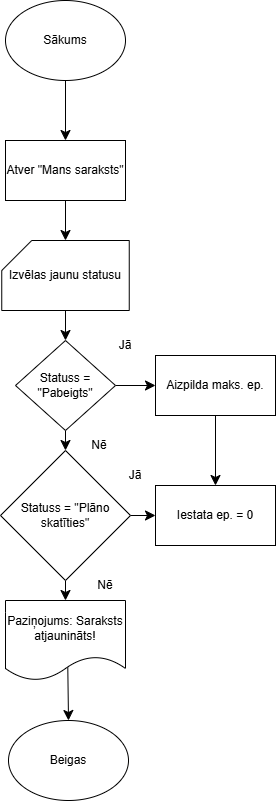 Sākums
Atver "Mans saraksts"
Izvēlas jaunu statusu
Jā
Statuss =
"Pabeigts"
Aizpilda maks. ep.
Nē
Jā
Statuss = "Plāno
skatīties"
Iestata ep. = 0
Nē
Paziņojums: Saraksts
atjaunināts!
Beigas